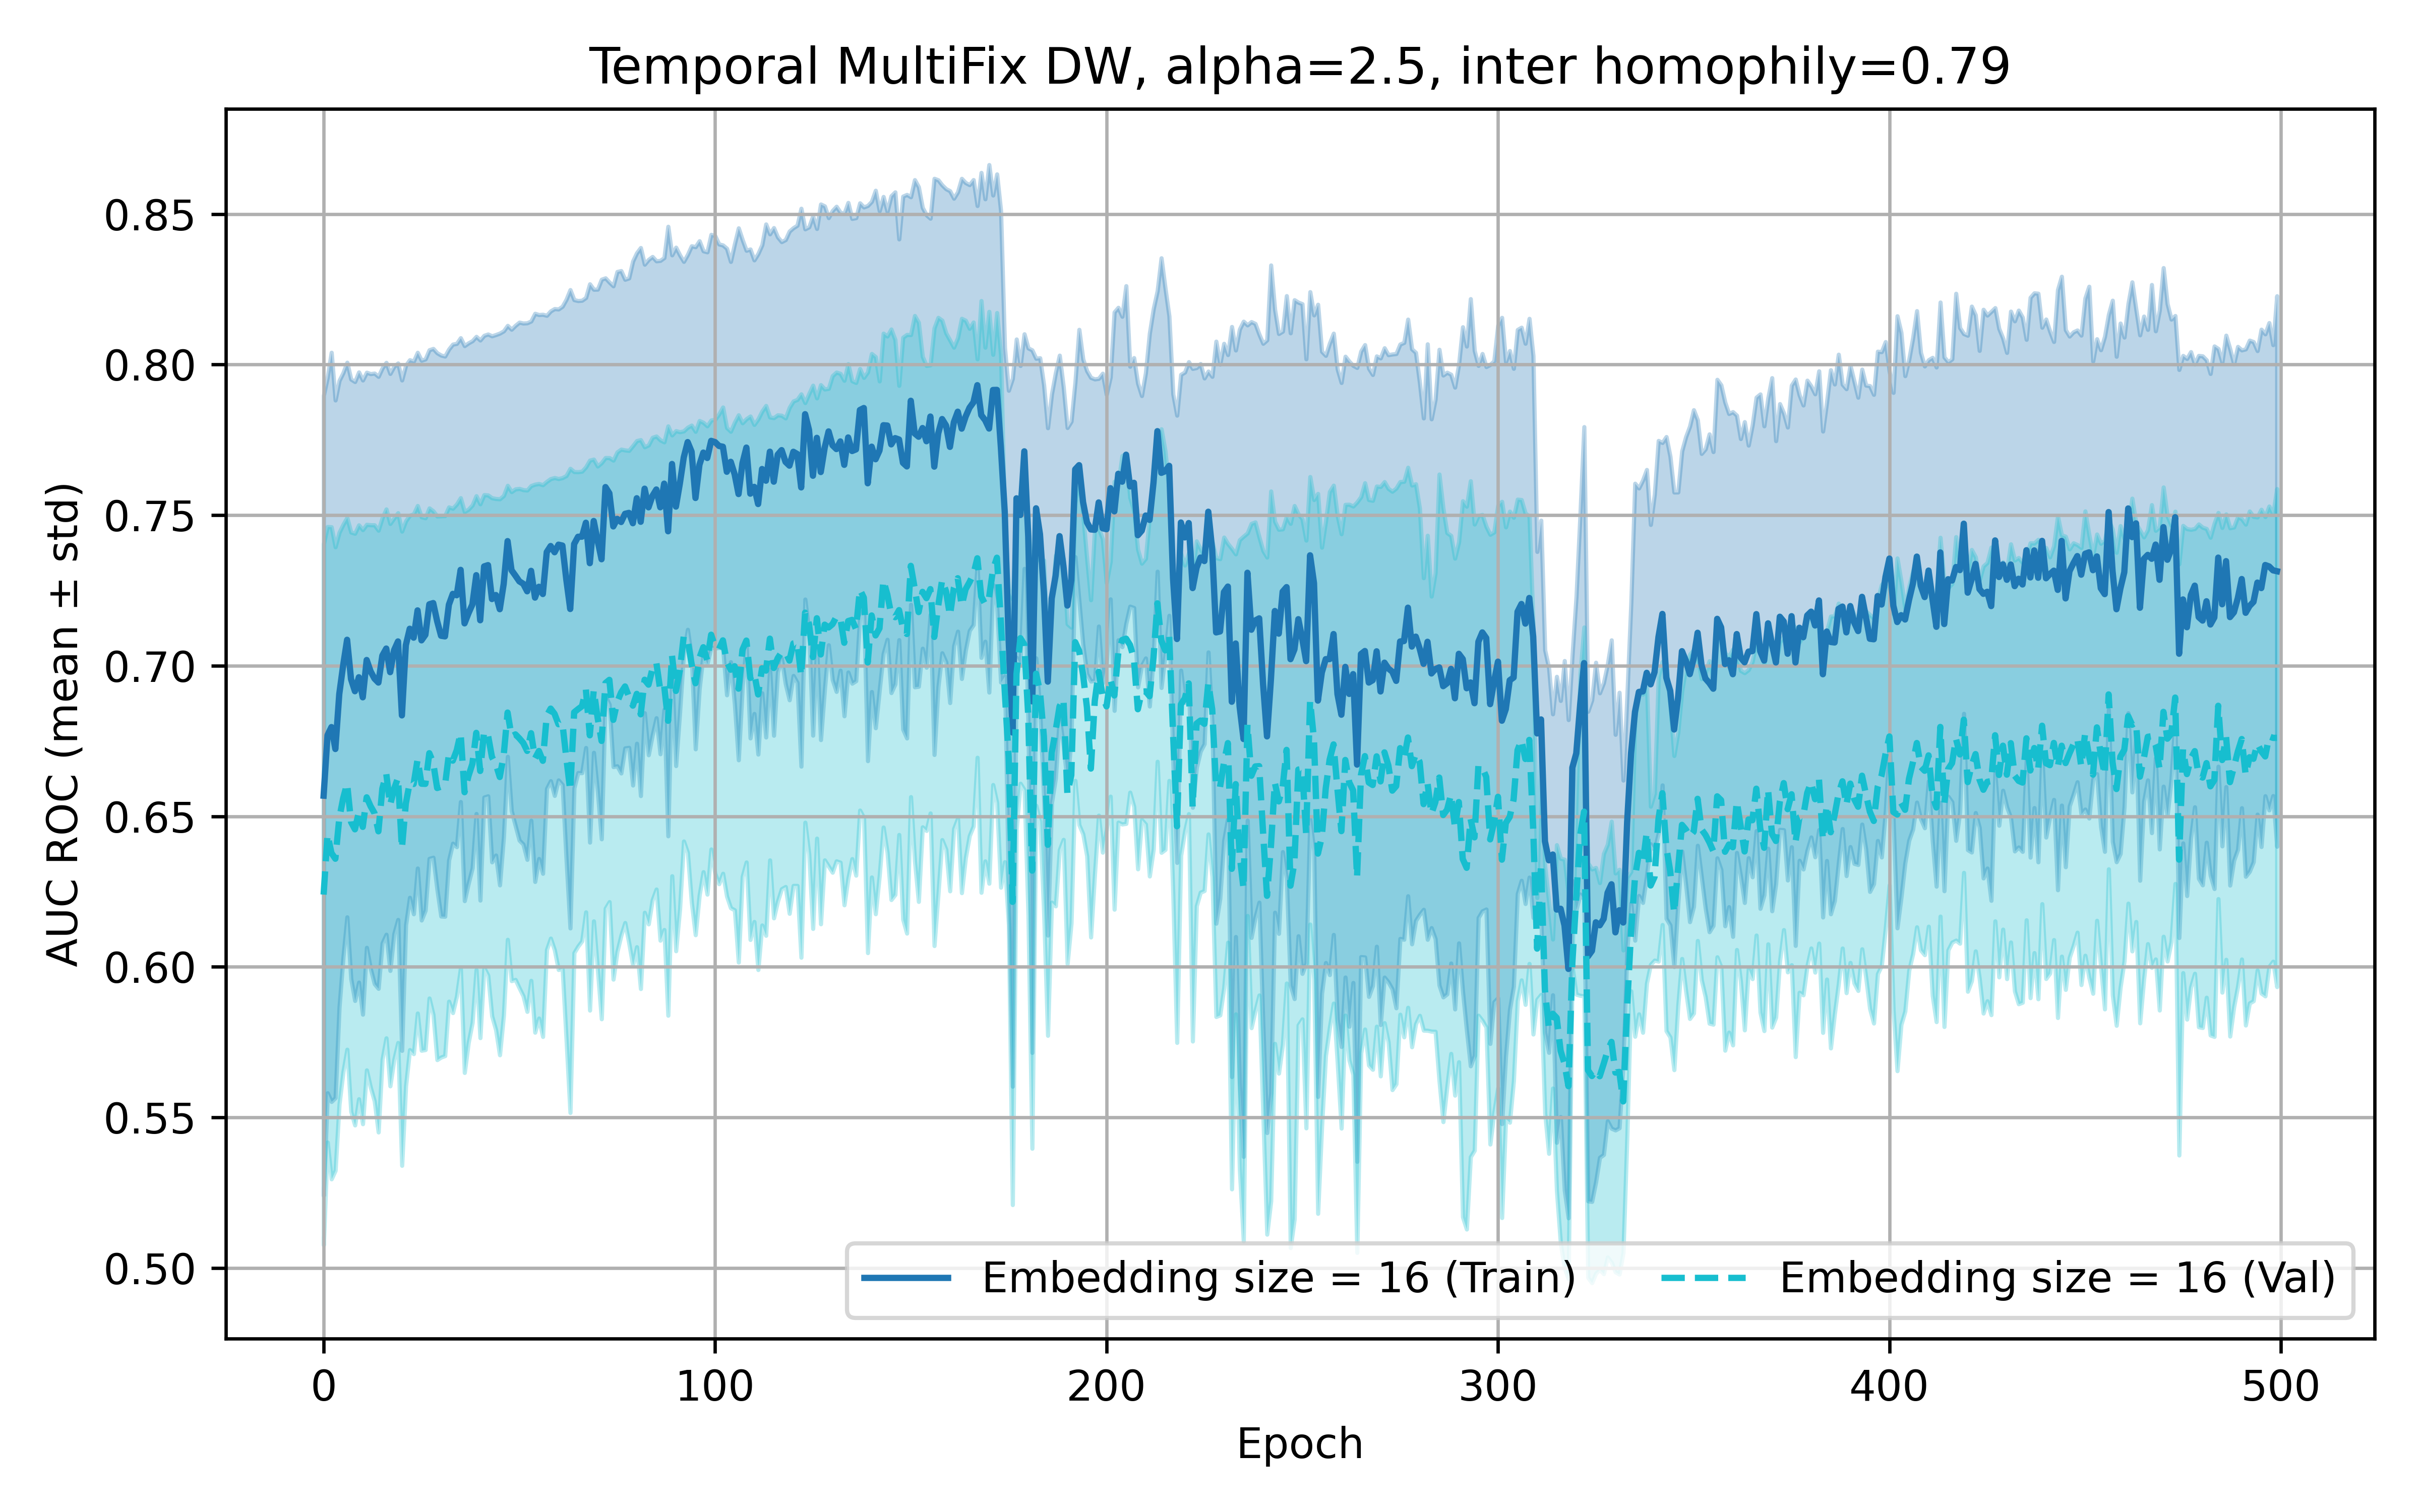 Temporal MultiFix DW, alpha=2.5, inter homophily=0.79
AUC ROC (mean ± std)
0.85
0.80
0.75
0.70
0.65
0.60
0.55
0.50
Embedding size = 16 (Train)
Embedding size = 16 (Val)
0
100
200
300
400
500
Epoch